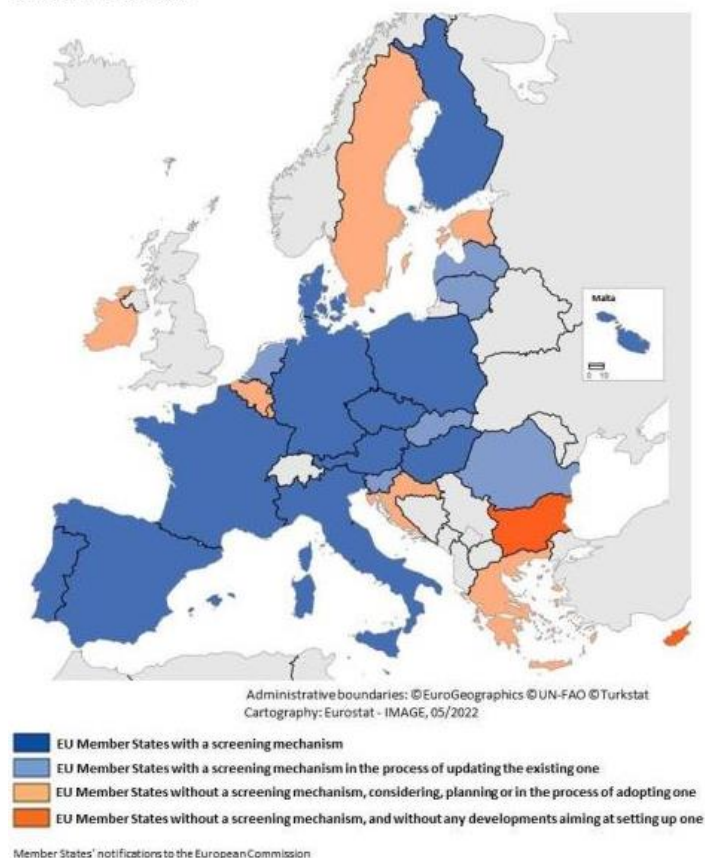 Malta
0 10
Administrative boundaries: © EuroGeographics © UN-FAO © Turkstat
Cartography: Eurostat - IMAGE, 05/2022
EU Member States with a screening mechanism
EU Member States with a screening mechanism in the process of updating the existing one
EU Member States without a screening mechanism, considering, planning or in the process of adopting one
EU Member States without a screening mechanism, and without any developments aiming at setting up one
Member States' notifications to the European Commission